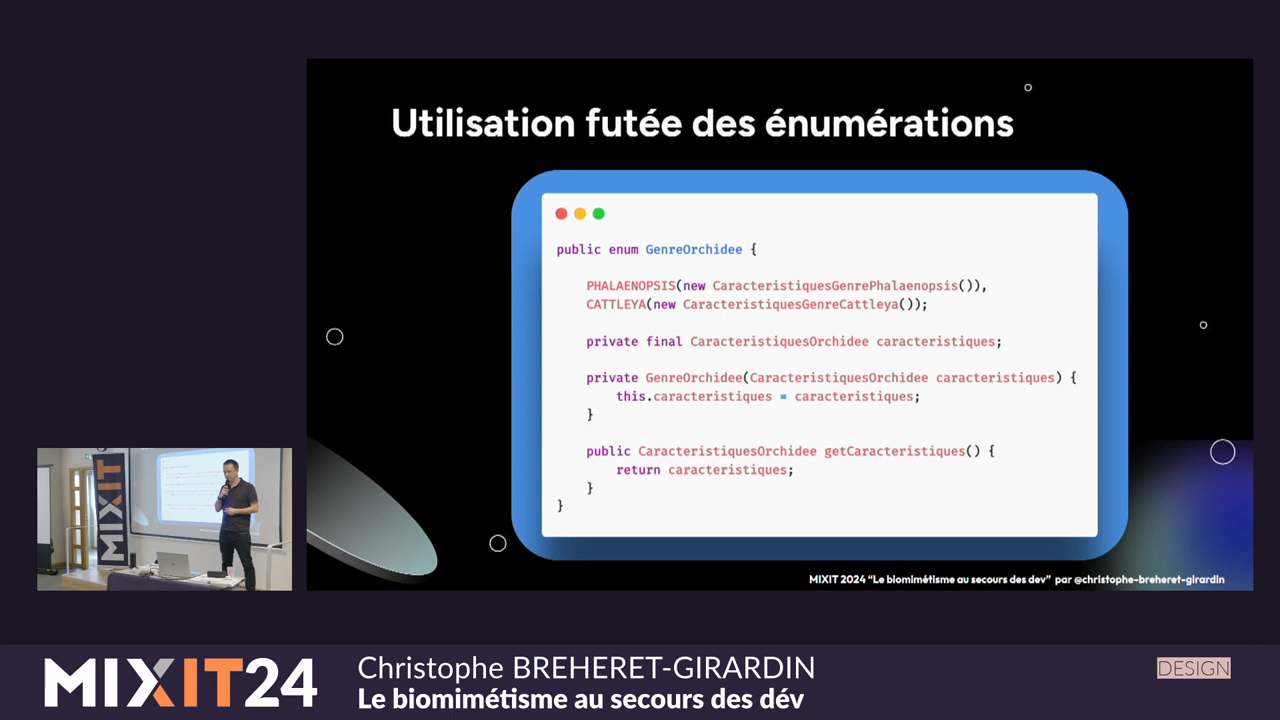 Utilisation futée des énumérations
public enum GenreOrchidee {
PHALAENOPSIS(new CaracteristiquesGenrePhalaenopsis()),
CATTLEYA(new CaracteristiquesGenreCattleya());
private final CaracteristiquesOrchidee caracteristiques;
private GenreOrchidee(CaracteristiquesOrchidee caracteristiques) {
this.caracteristiques = caracteristiques;
}
public CaracteristiquesOrchidee getCaracteristiques() {
return caracteristiques;
}
}
MIXIT 2024 “Le biomimétisme au secours des dev” par @christophe-breheret-girardin
MIXIT
MIXIT24
Christophe BREHERET-GIRARDIN
Le biomimétisme au secours des dév
DESIGN